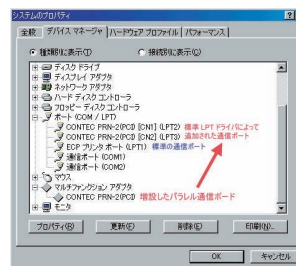 システムのプロパティ
全般 デバイス マネージャ ハードウェア プロファイル パフォーマンス
種類別に表示(T) 接続別に表示(C)
ディスク ドライブ
ディスプレイ アダプタ
ネットワーク アダプタ
ハード ディスク コントローラ
フロッピー ディスク コントローラ
ポート (COM / LPT)
CONTEC PRN-2(PCI) [CN1] (LPT2) 標準 LPT ドライバによって
CONTEC PRN-2(PCI) [CN2] (LPT3) 追加された通信ポート
ECP プリンタ ポート (LPT1) 標準の通信ポート
通信ポート (COM1)
通信ポート (COM2)
マウス
マルチファンクション アダプタ
CONTEC PRN-2(PCI) 増設したパラレル通信ボード
モニタ
プロパティ(R) 更新(F) 削除(E) 印刷(N)...
OK キャンセル